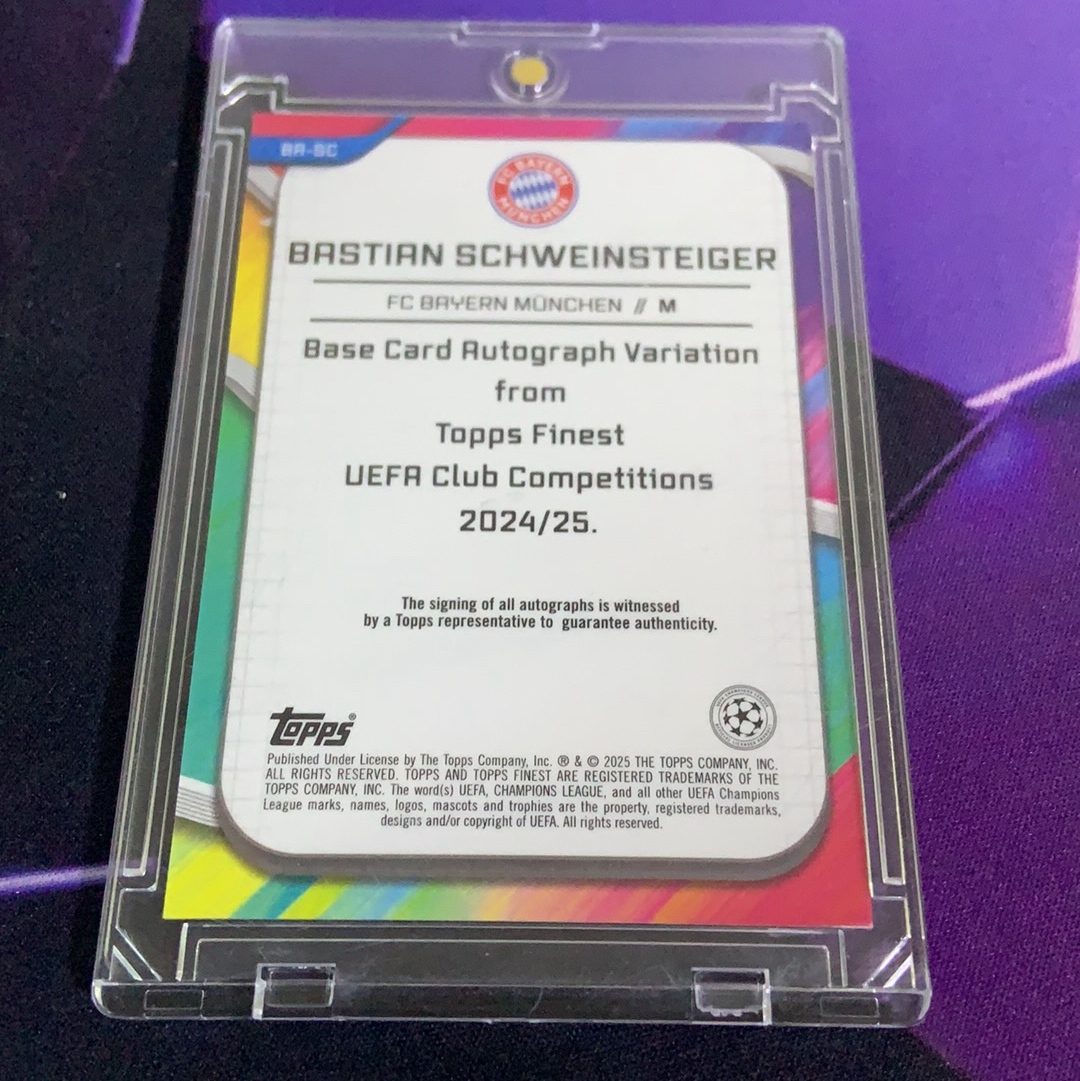 BA-SC
FC BAYERN
MÜNCHEN
BASTIAN SCHWEINSTEIGER
FC BAYERN MÜNCHEN // M
Base Card Autograph Variation
from
Topps Finest
UEFA Club Competitions
2024/25.
The signing of all autographs is witnessed
by a Topps representative to guarantee authenticity.
Topps®
Published Under License by The Topps Company, Inc. ® & © 2025 THE TOPPS COMPANY, INC.
ALL RIGHTS RESERVED. TOPPS AND TOPPS FINEST ARE REGISTERED TRADEMARKS OF THE
TOPPS COMPANY, INC. The word(s) UEFA, CHAMPIONS LEAGUE, and all other UEFA Champions
League marks, names, logos, mascots and trophies are the property, registered trademarks,
designs and/or copyright of UEFA. All rights reserved.